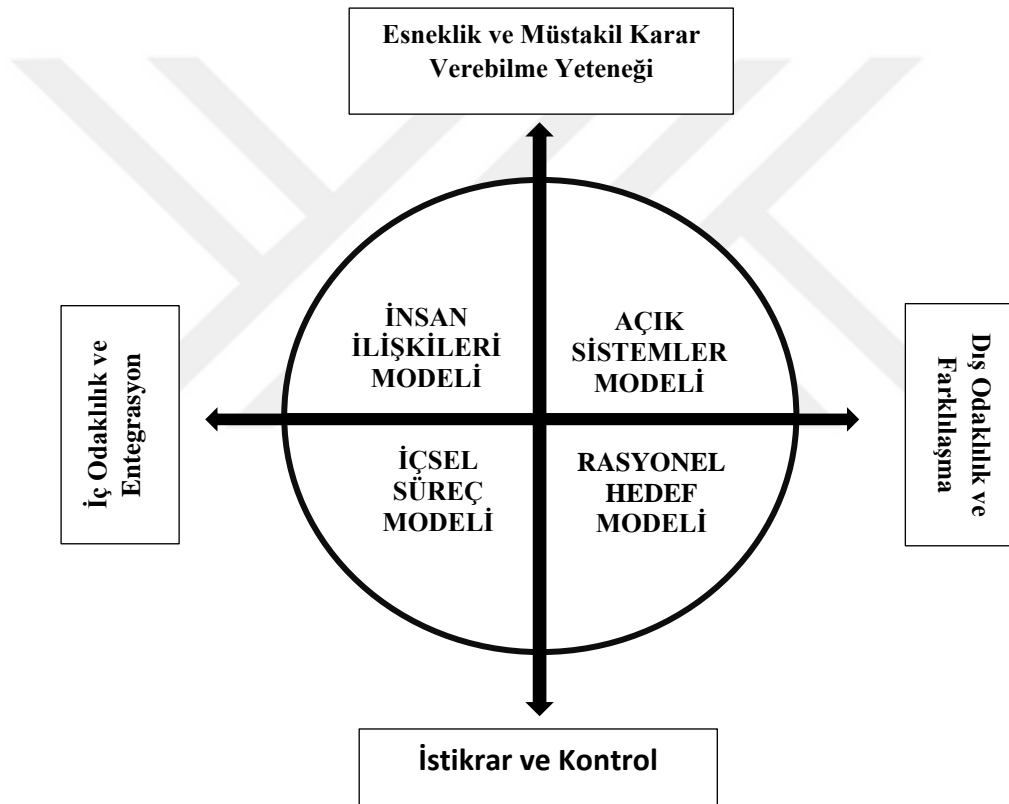 Esneklik ve Müstakil Karar
Verebilme Yeteneği
İç Odaklılık ve
Entegrasyon
İNSAN
İLİŞKİLERİ
MODELİ
AÇIK
SİSTEMLER
MODELİ
Dış Odaklılık ve
Farklılaşma
İÇSEL
SÜREÇ
MODELİ
RASYONEL
HEDEF
MODELİ
İstikrar ve Kontrol